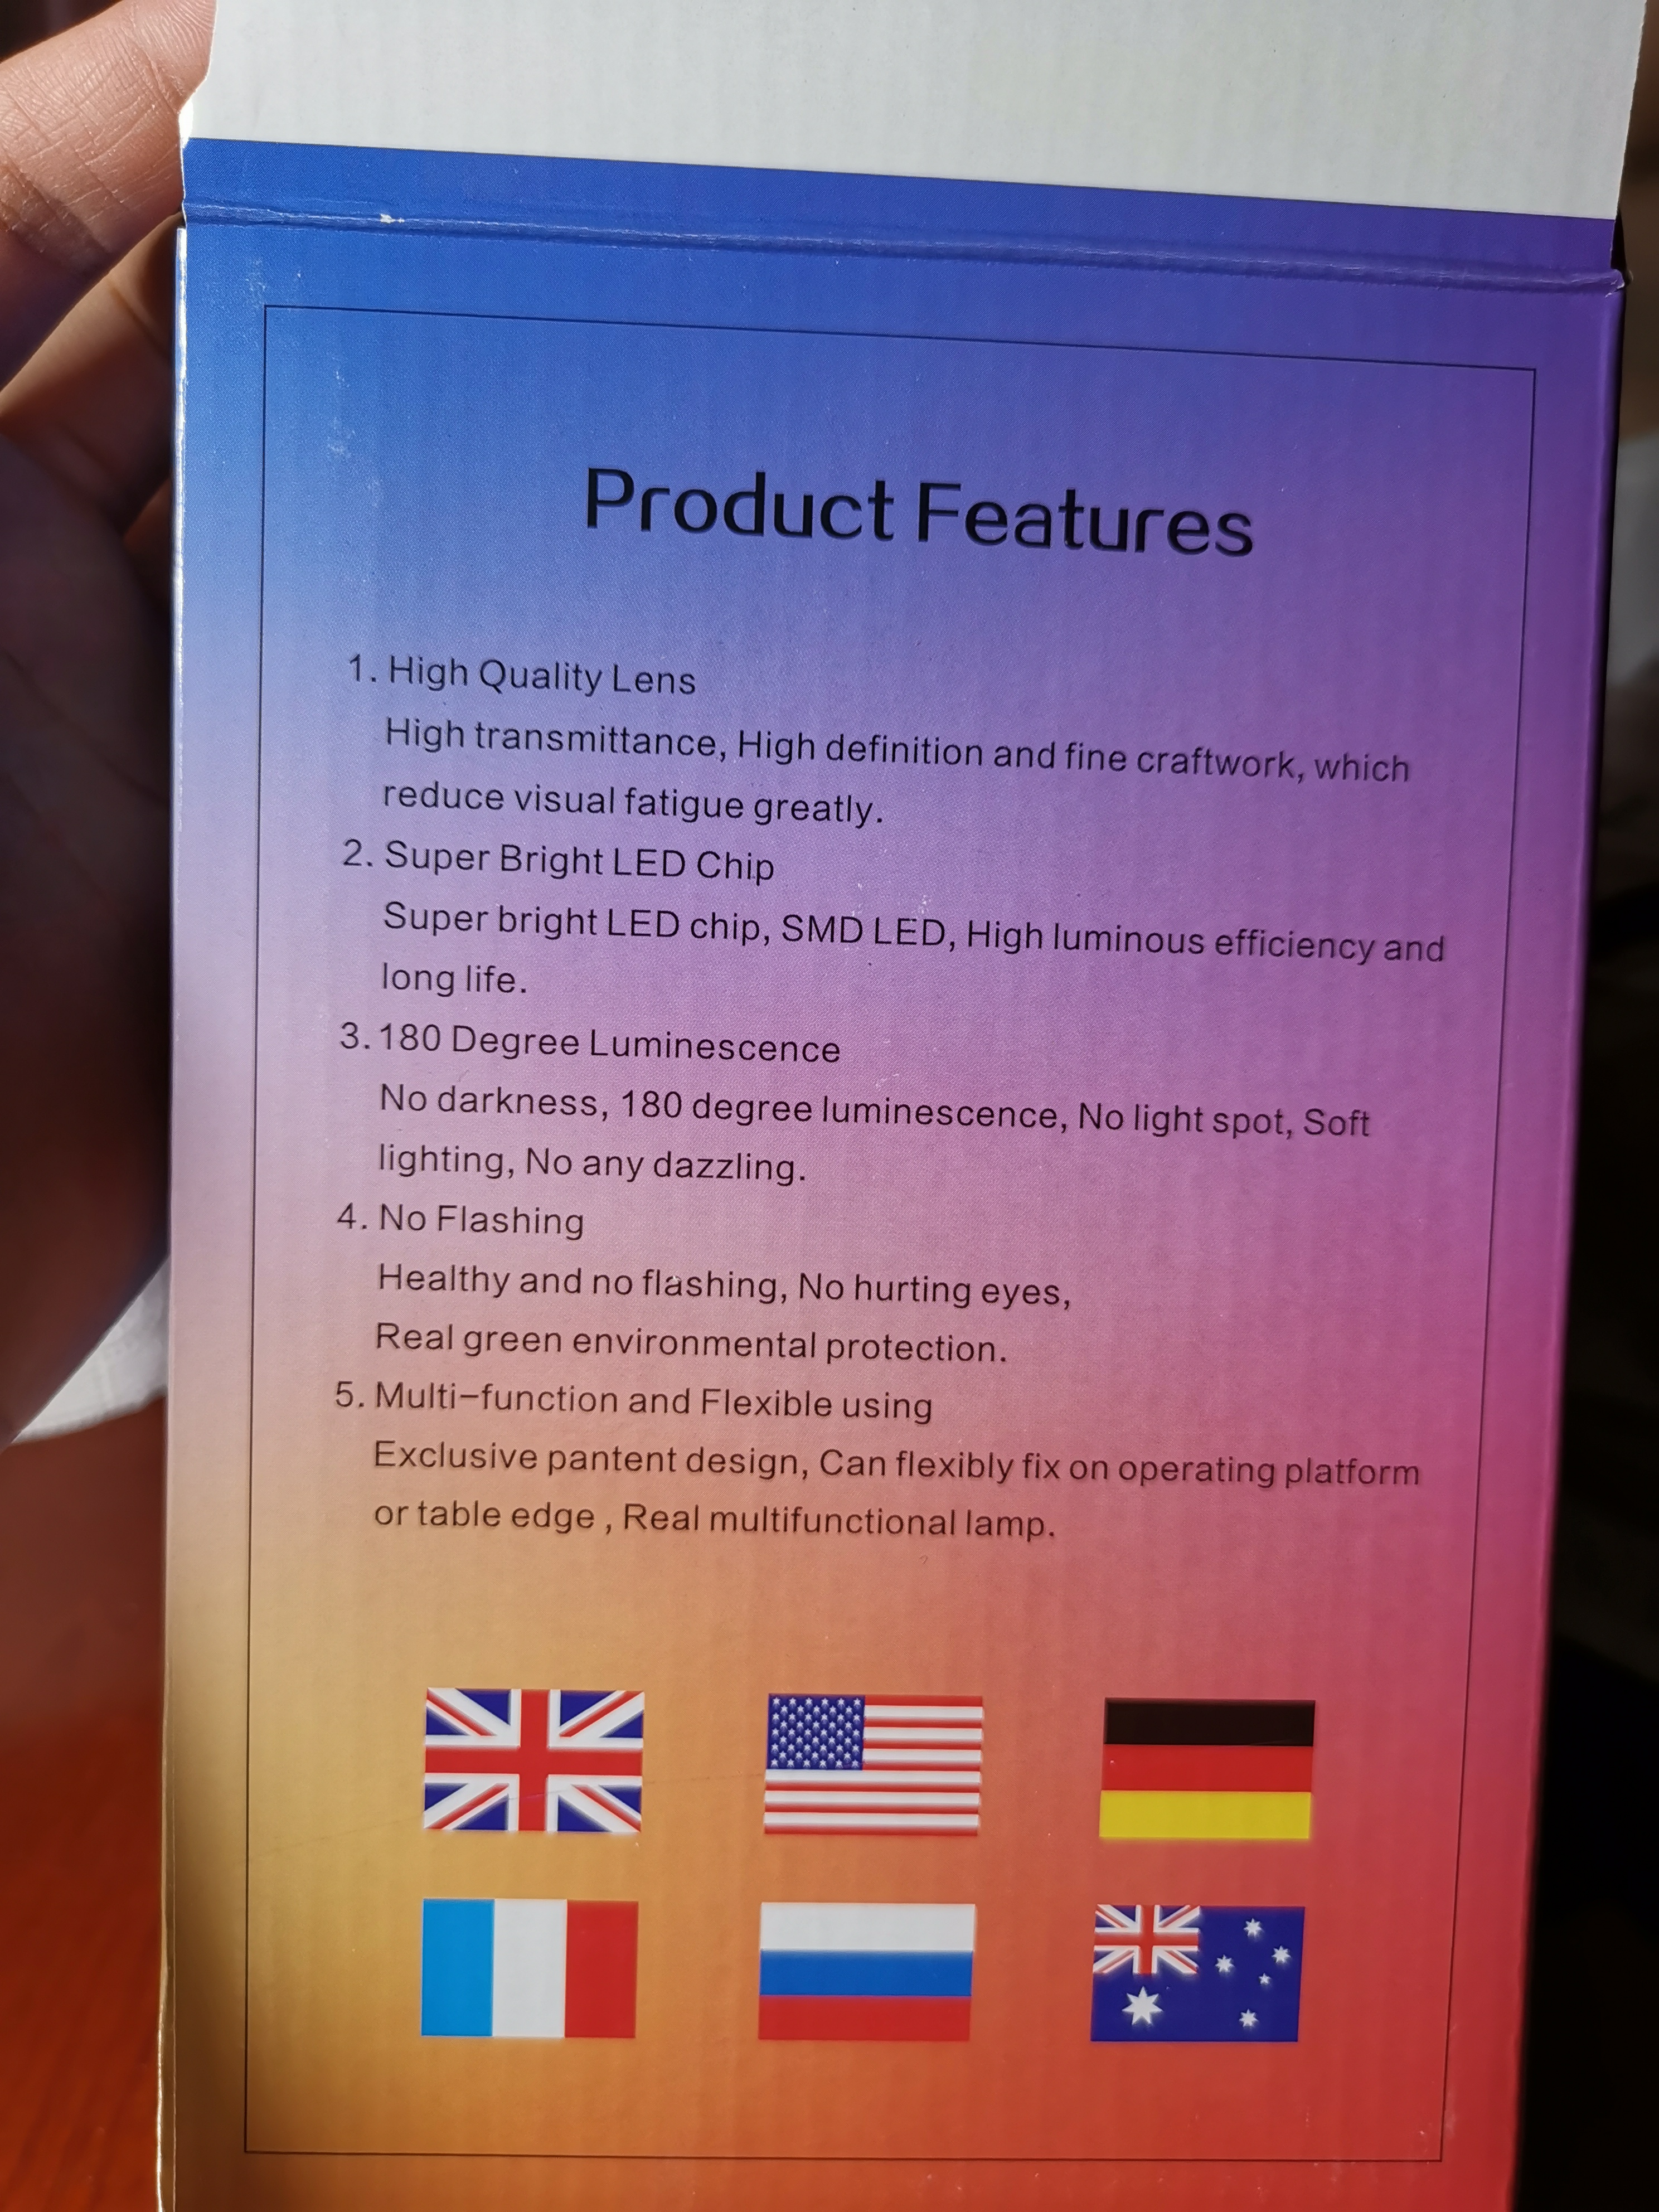 Product Features
1. High Quality Lens
High transmittance, High definition and fine craftwork, which
reduce visual fatigue greatly.
2. Super Bright LED Chip
Super bright LED chip, SMD LED, High luminous efficiency and
long life.
3. 180 Degree Luminescence
No darkness, 180 degree luminescence, No light spot, Soft
lighting, No any dazzling.
4. No Flashing
Healthy and no flashing, No hurting eyes,
Real green environmental protection.
5. Multi-function and Flexible using
Exclusive pantent design, Can flexibly fix on operating platform
or table edge , Real multifunctional lamp.